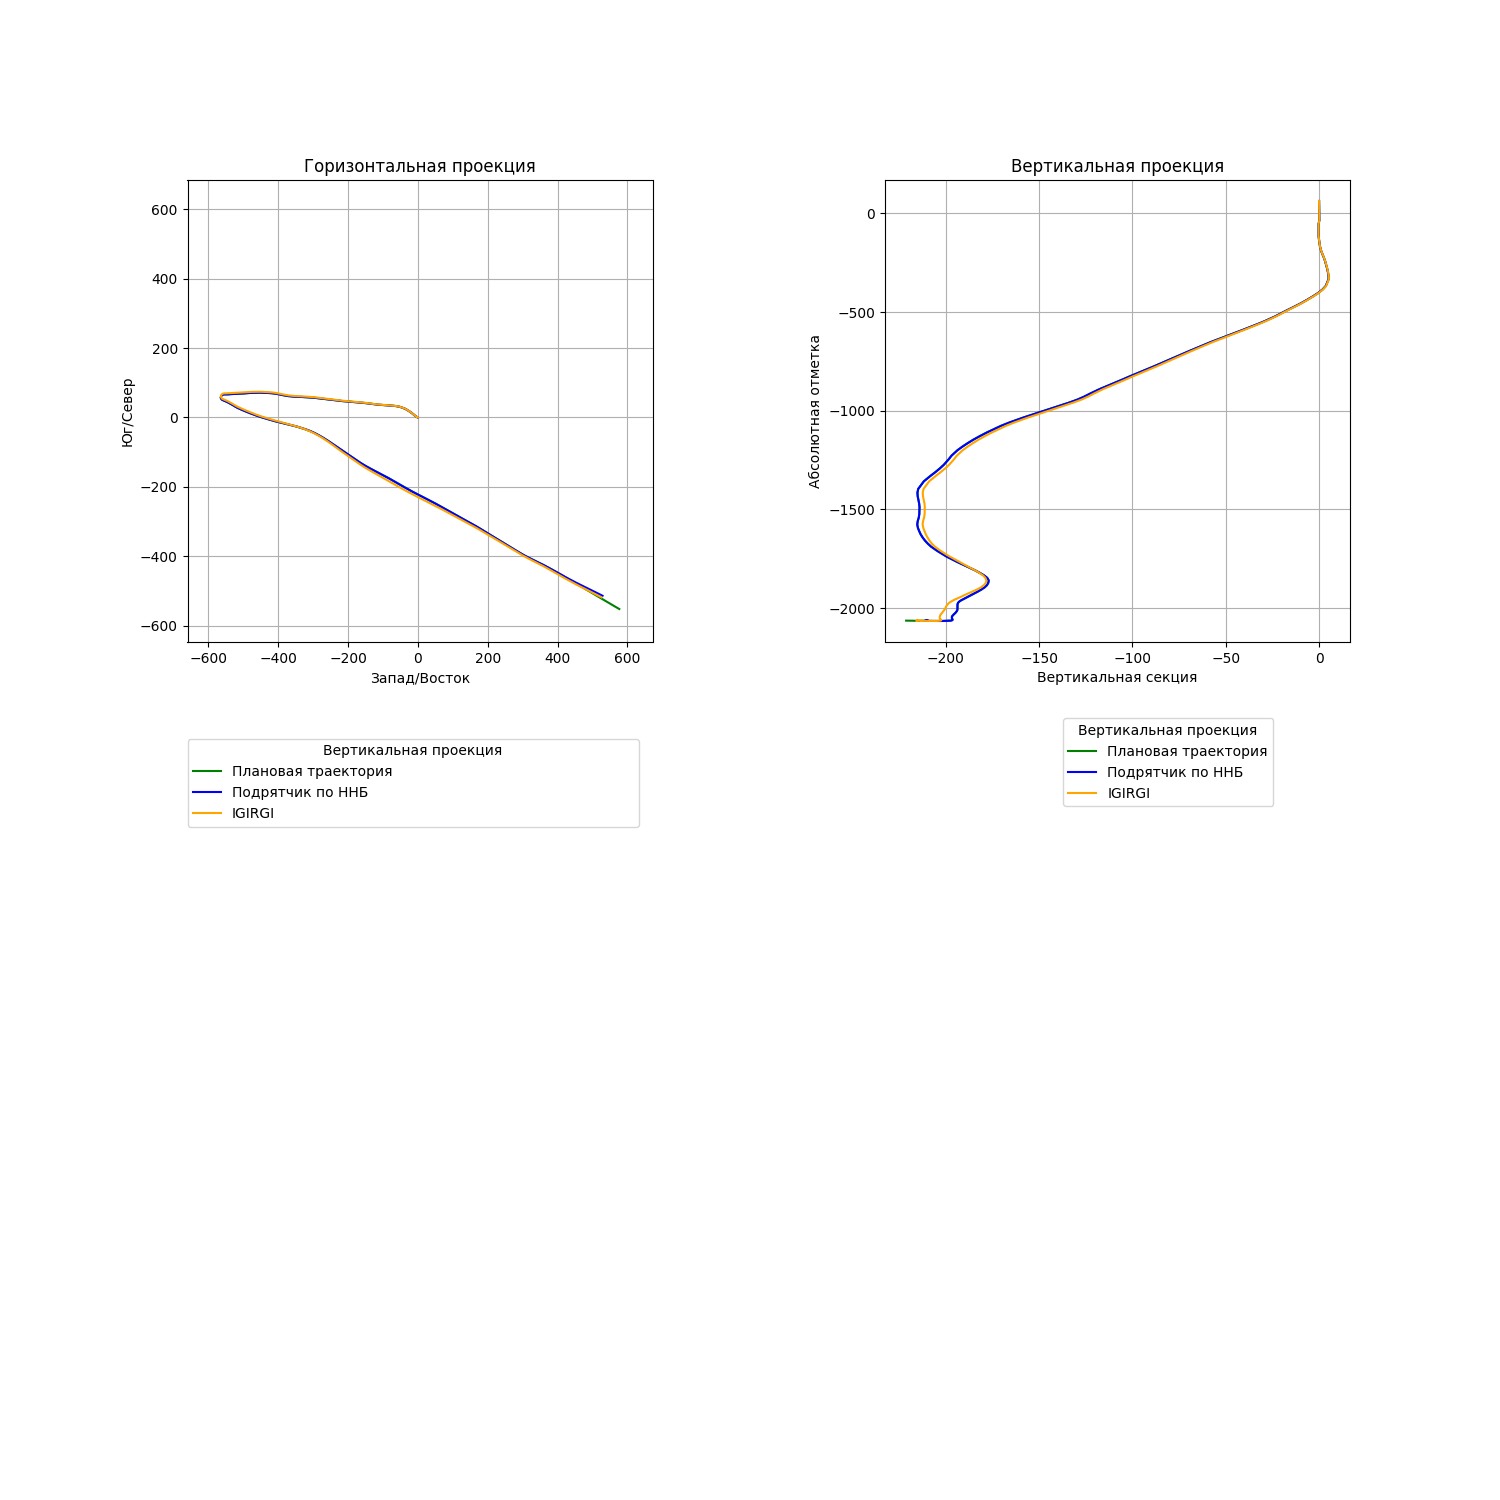 Горизонтальная проекция
600
400
200
0
−200
−400
−600
Юг/Север
−600 −400 −200 0 200 400 600
Запад/Восток
Вертикальная проекция
Плановая траектория
Подрятчик по ННБ
IGIRGI
Вертикальная проекция
0
−500
−1000
−1500
−2000
Абсолютная отметка
−200 −150 −100 −50 0
Вертикальная секция
Вертикальная проекция
Плановая траектория
Подрятчик по ННБ
IGIRGI